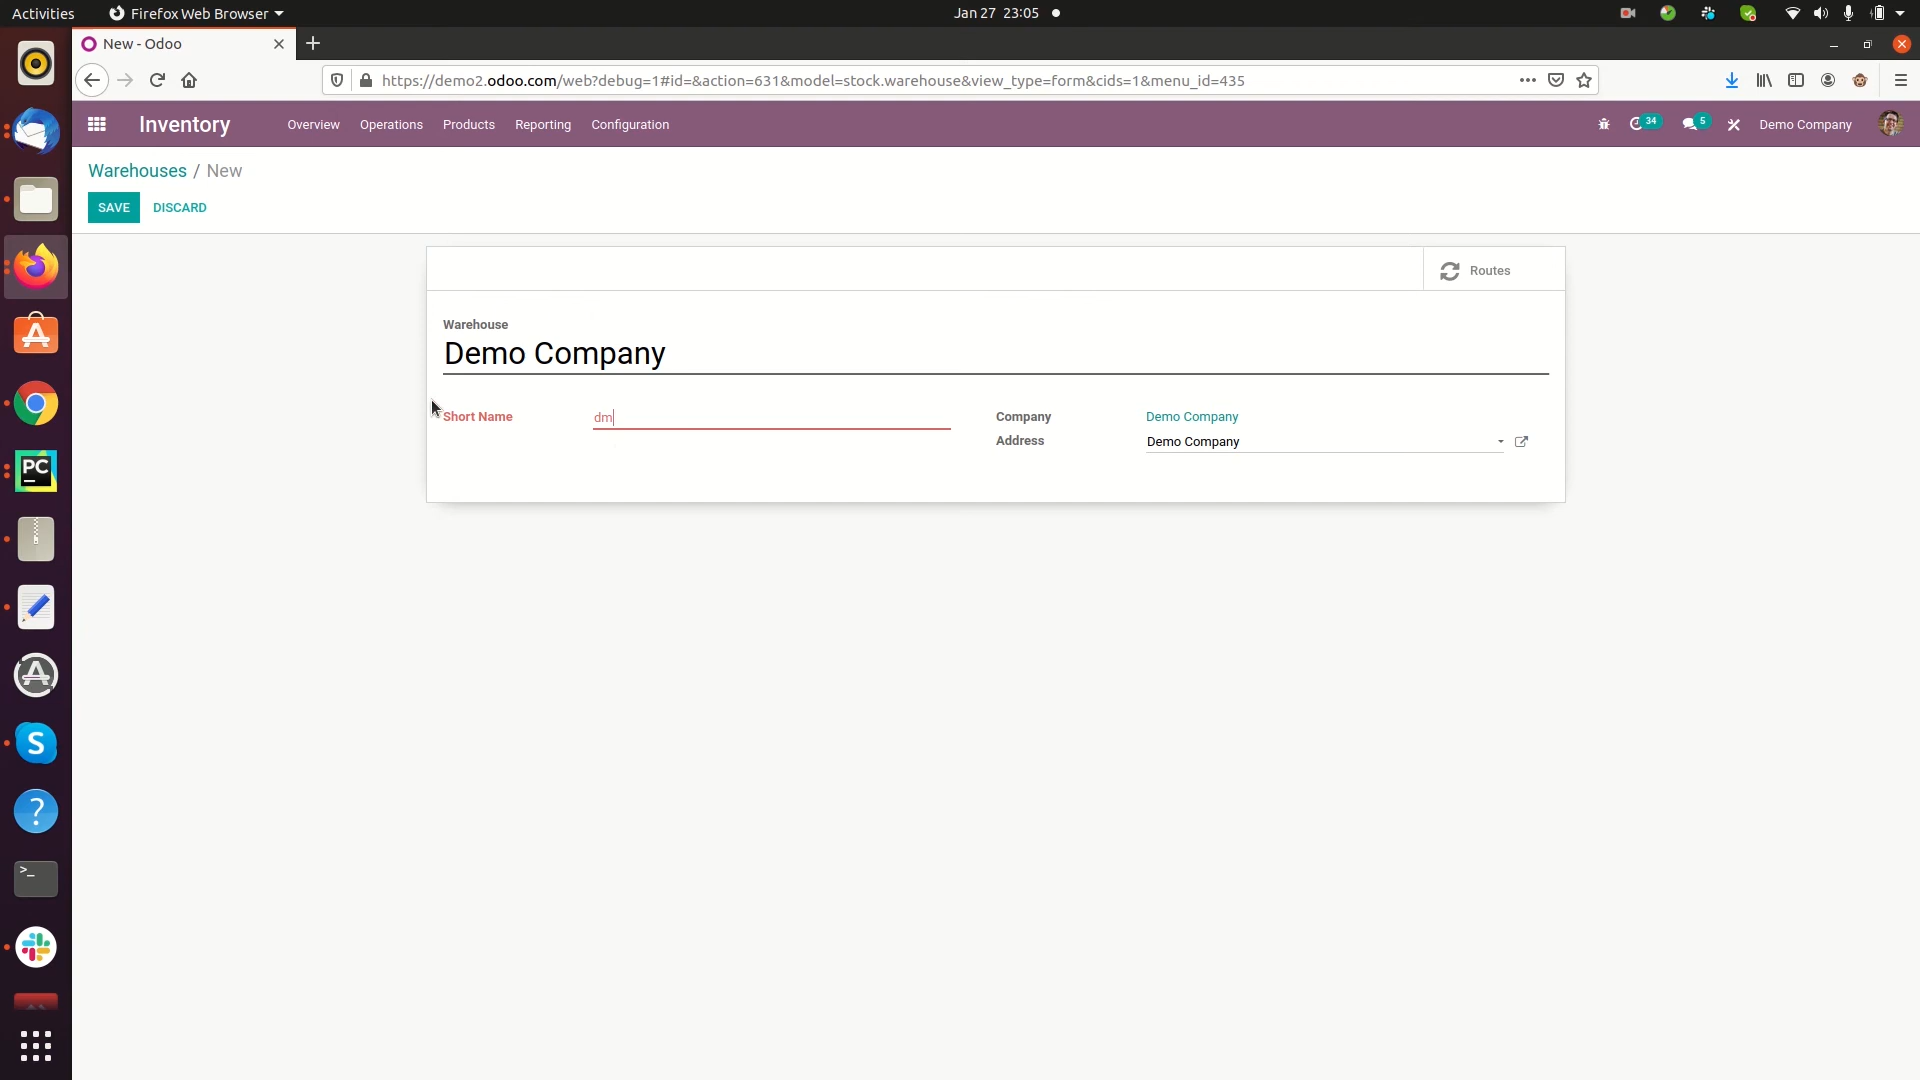 Activities
Firefox Web Browser
Jan 27 23:05
New - Odoo
https://demo2.odoo.com/web?debug=1#id=&action=631&model=stock.warehouse&view_type=form&cids=1&menu_id=435
Inventory
Overview
Operations
Products
Reporting
Configuration
34
5
Demo Company
Warehouses / New
SAVE
DISCARD
Routes
Warehouse
Demo Company
Short Name
dm
Company
Demo Company
Address
Demo Company
PC
S
?
>_